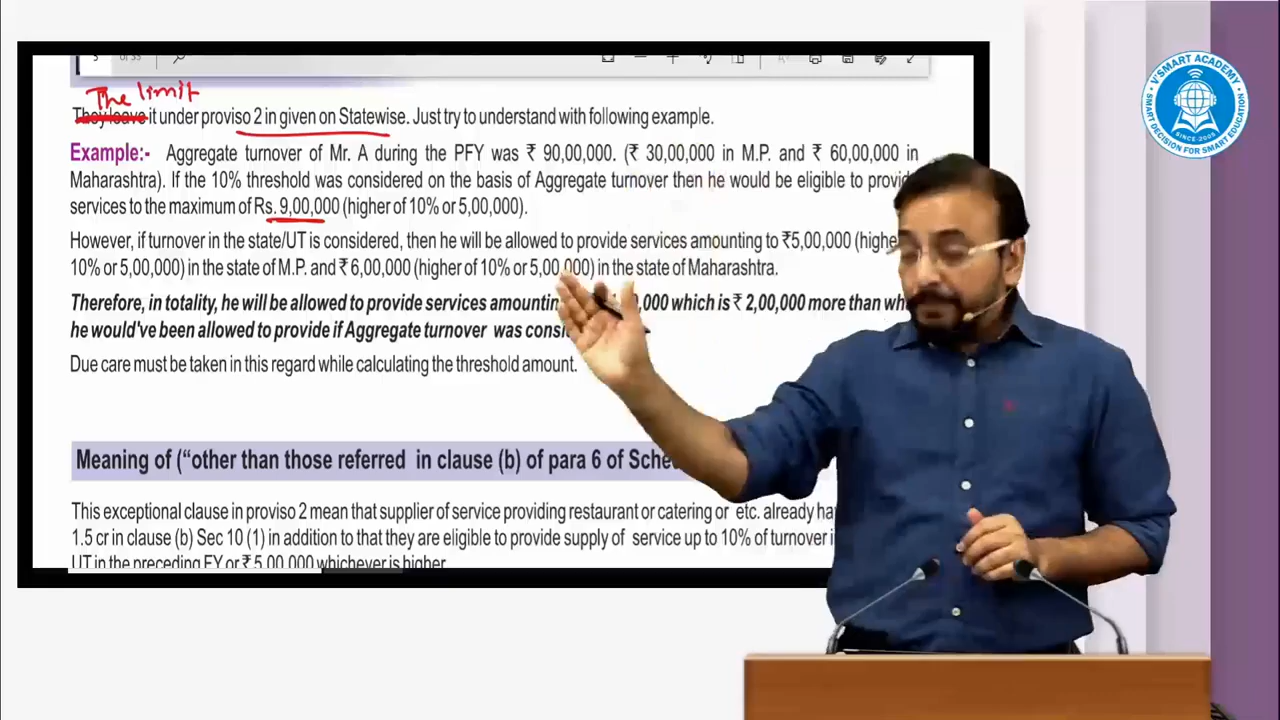 5 of 35
The limit
They leave it under proviso 2 in given on Statewise. Just try to understand with following example.
Example:- Aggregate turnover of Mr. A during the PFY was ₹ 90,00,000. (₹ 30,00,000 in M.P. and ₹ 60,00,000 in
Maharashtra). If the 10% threshold was considered on the basis of Aggregate turnover then he would be eligible to provid
services to the maximum of Rs. 9,00,000 (higher of 10% or 5,00,000).
However, if turnover in the state/UT is considered, then he will be allowed to provide services amounting to ₹5,00,000 (highe
10% or 5,00,000) in the state of M.P. and ₹ 6,00,000 (higher of 10% or 5,00,000) in the state of Maharashtra.
Therefore, in totality, he will be allowed to provide services amountin 0,000 which is ₹ 2,00,000 more than wh
he would've been allowed to provide if Aggregate turnover was consi
Due care must be taken in this regard while calculating the threshold amount.
Meaning of ("other than those referred in clause (b) of para 6 of Sched
This exceptional clause in proviso 2 mean that supplier of service providing restaurant or catering or etc. already ha
1.5 cr in clause (b) Sec 10 (1) in addition to that they are eligible to provide supply of service up to 10% of turnover i
UT in the preceding FY or ₹ 5,00,000 whichever is higher.
V'SMART ACADEMY
SINCE-2005
SMART DECISION FOR SMART EDUCATION